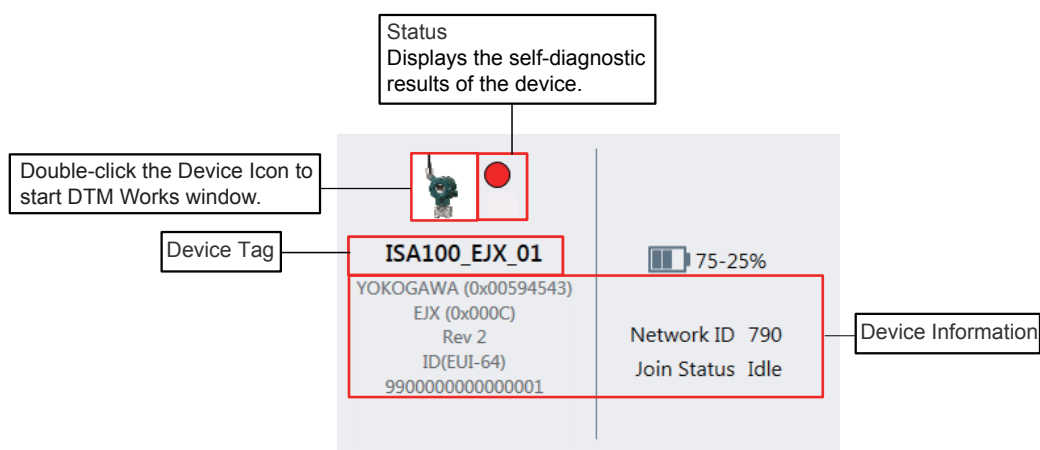 Status
Displays the self-diagnostic
results of the device.
Double-click the Device Icon to
start DTM Works window.
Device Tag
ISA100_EJX_01
75-25%
YOKOGAWA (0x00594543)
EJX (0x000C)
Rev 2
ID(EUI-64)
9900000000000001
Network ID 790
Join Status Idle
Device Information